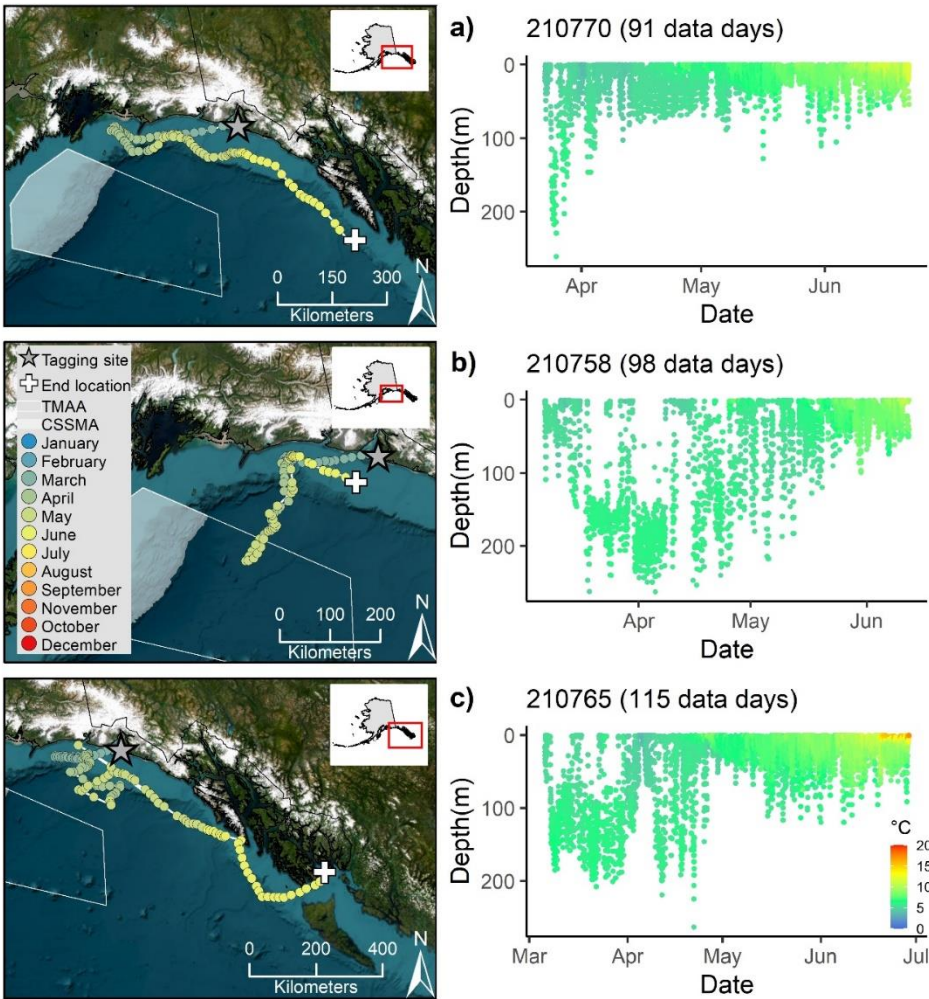 a)
210770 (91 data days)
0
100
200
Depth(m)
Apr
May
Jun
Date
0
150
300
Kilometers
N
b)
210758 (98 data days)
Tagging site
End location
TMAA
CSSMA
January
February
March
April
May
June
July
August
September
November
October
December
0
200
Kilometers
N
0
100
200
Depth(m)
Apr
May
Jun
Date
c)
210765 (115 data days)
0
200
400
Kilometers
N
0
100
200
Depth(m)
°C
20
15
10
5
0
Mar
Apr
May
Jun
Jul
Date